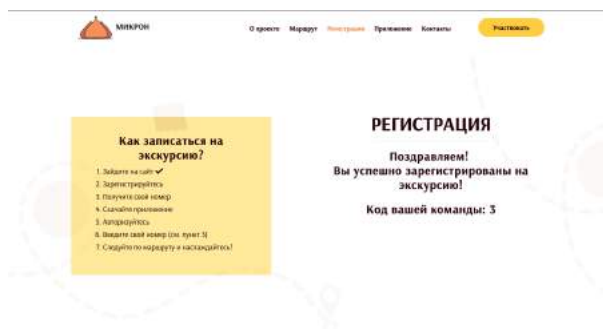 МИКРОН
О проекте Маршрут Регистрация Приложение Контакты Участвовать
Как записаться на
экскурсию?
1. Зайдите на сайт ✔
2. Зарегистрируйтесь
3. Получите свой номер
4. Скачайте приложение
5. Авторизуйтесь
6. Введите свой номер (см. пункт 3)
7. Следуйте по маршруту и наслаждайтесь!
РЕГИСТРАЦИЯ
Поздравляем!
Вы успешно зарегистрированы на
экскурсию!
Код вашей команды: 3